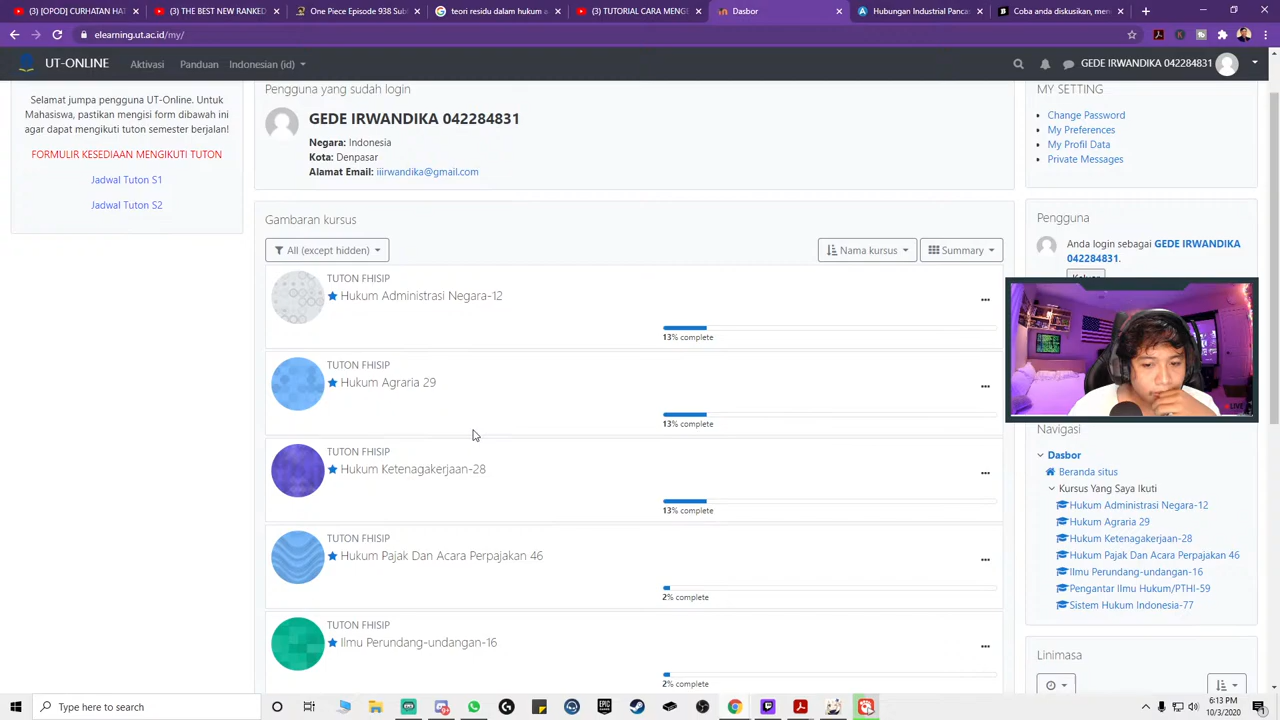 (3) [OPOD] CURHATAN HAT
(3) THE BEST NEW RANKED
One Piece Episode 938 Sub
teori residu dalam hukum a
(3) TUTORIAL CARA MENG
Dasbor
Hubungan Industrial Panca
Coba anda diskusikan, men
elearning.ut.ac.id/my/
UT-ONLINE
Aktivasi
Panduan
Indonesian (id)
GEDE IRWANDIKA 042284831
Selamat jumpa pengguna UT-Online. Untuk
Mahasiswa, pastikan mengisi form dibawah ini
agar dapat mengikuti tuton semester berjalan!
FORMULIR KESEDIAAN MENGIKUTI TUTON
Jadwal Tuton S1
Jadwal Tuton S2
Pengguna yang sudah login
GEDE IRWANDIKA 042284831
Negara: Indonesia
Kota: Denpasar
Alamat Email: iiirwandika@gmail.com
Gambaran kursus
All (except hidden)
Nama kursus
Summary
TUTON FHISIP
Hukum Administrasi Negara-12
13% complete
TUTON FHISIP
Hukum Agraria 29
13% complete
TUTON FHISIP
Hukum Ketenagakerjaan-28
13% complete
TUTON FHISIP
Hukum Pajak Dan Acara Perpajakan 46
2% complete
TUTON FHISIP
Ilmu Perundang-undangan-16
2% complete
MY SETTING
Change Password
My Preferences
My Profil Data
Private Messages
Pengguna
Anda login sebagai GEDE IRWANDIKA
042284831.
Keluar
LIVE
Navigasi
Dasbor
Beranda situs
Kursus Yang Saya Ikuti
Hukum Administrasi Negara-12
Hukum Agraria 29
Hukum Ketenagakerjaan-28
Hukum Pajak Dan Acara Perpajakan 46
Ilmu Perundang-undangan-16
Pengantar Ilmu Hukum/PTHI-59
Sistem Hukum Indonesia-77
Linimasa
Type here to search
EPIC GAMES
6:13 PM
10/3/2020